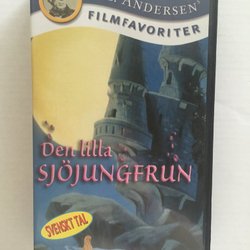 ANDERSEN
FILMFAVORITER
Den lilla
SJÖJUNGFRUN
SVENSKT TAL